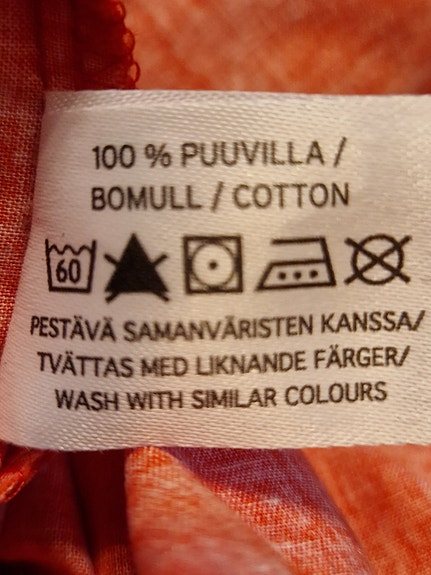 100 % PUUVILLA /
BOMULL / COTTON
60
PESTÄVÄ SAMANVÄRISTEN KANSSA/
TVÄTTAS MED LIKNANDE FÄRGER/
WASH WITH SIMILAR COLOURS